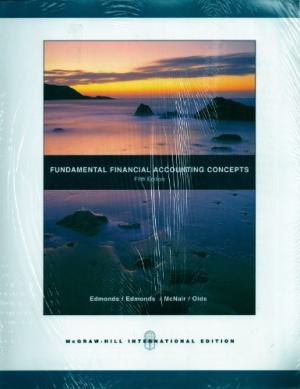 FUNDAMENTAL FINANCIAL ACCOUNTING CONCEPTS
Fifth Edition
Edmonds / Edmonds / McNair / Olds
McGRAW-HILL INTERNATIONAL EDITION